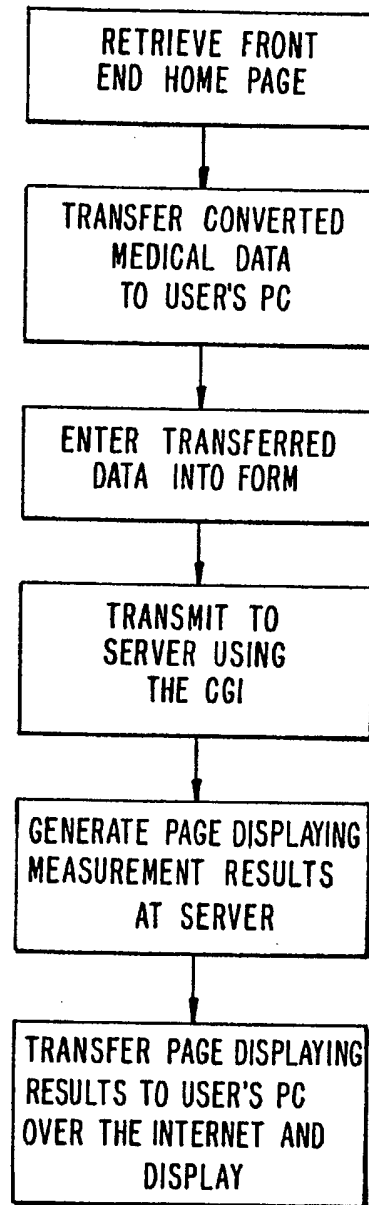 RETRIEVE FRONT
END HOME PAGE
TRANSFER CONVERTED
MEDICAL DATA
TO USER'S PC
ENTER TRANSFERRED
DATA INTO FORM
TRANSMIT TO
SERVER USING
THE CGI
GENERATE PAGE DISPLAYING
MEASUREMENT RESULTS
AT SERVER
TRANSFER PAGE DISPLAYING
RESULTS TO USER'S PC
OVER THE INTERNET AND
DISPLAY